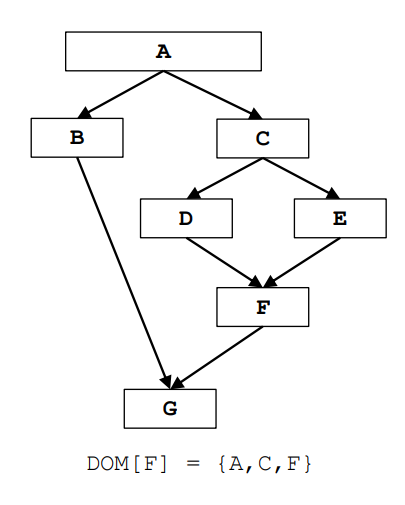 A
B
C
D
E
F
G
DOM[F] = {A,C,F}